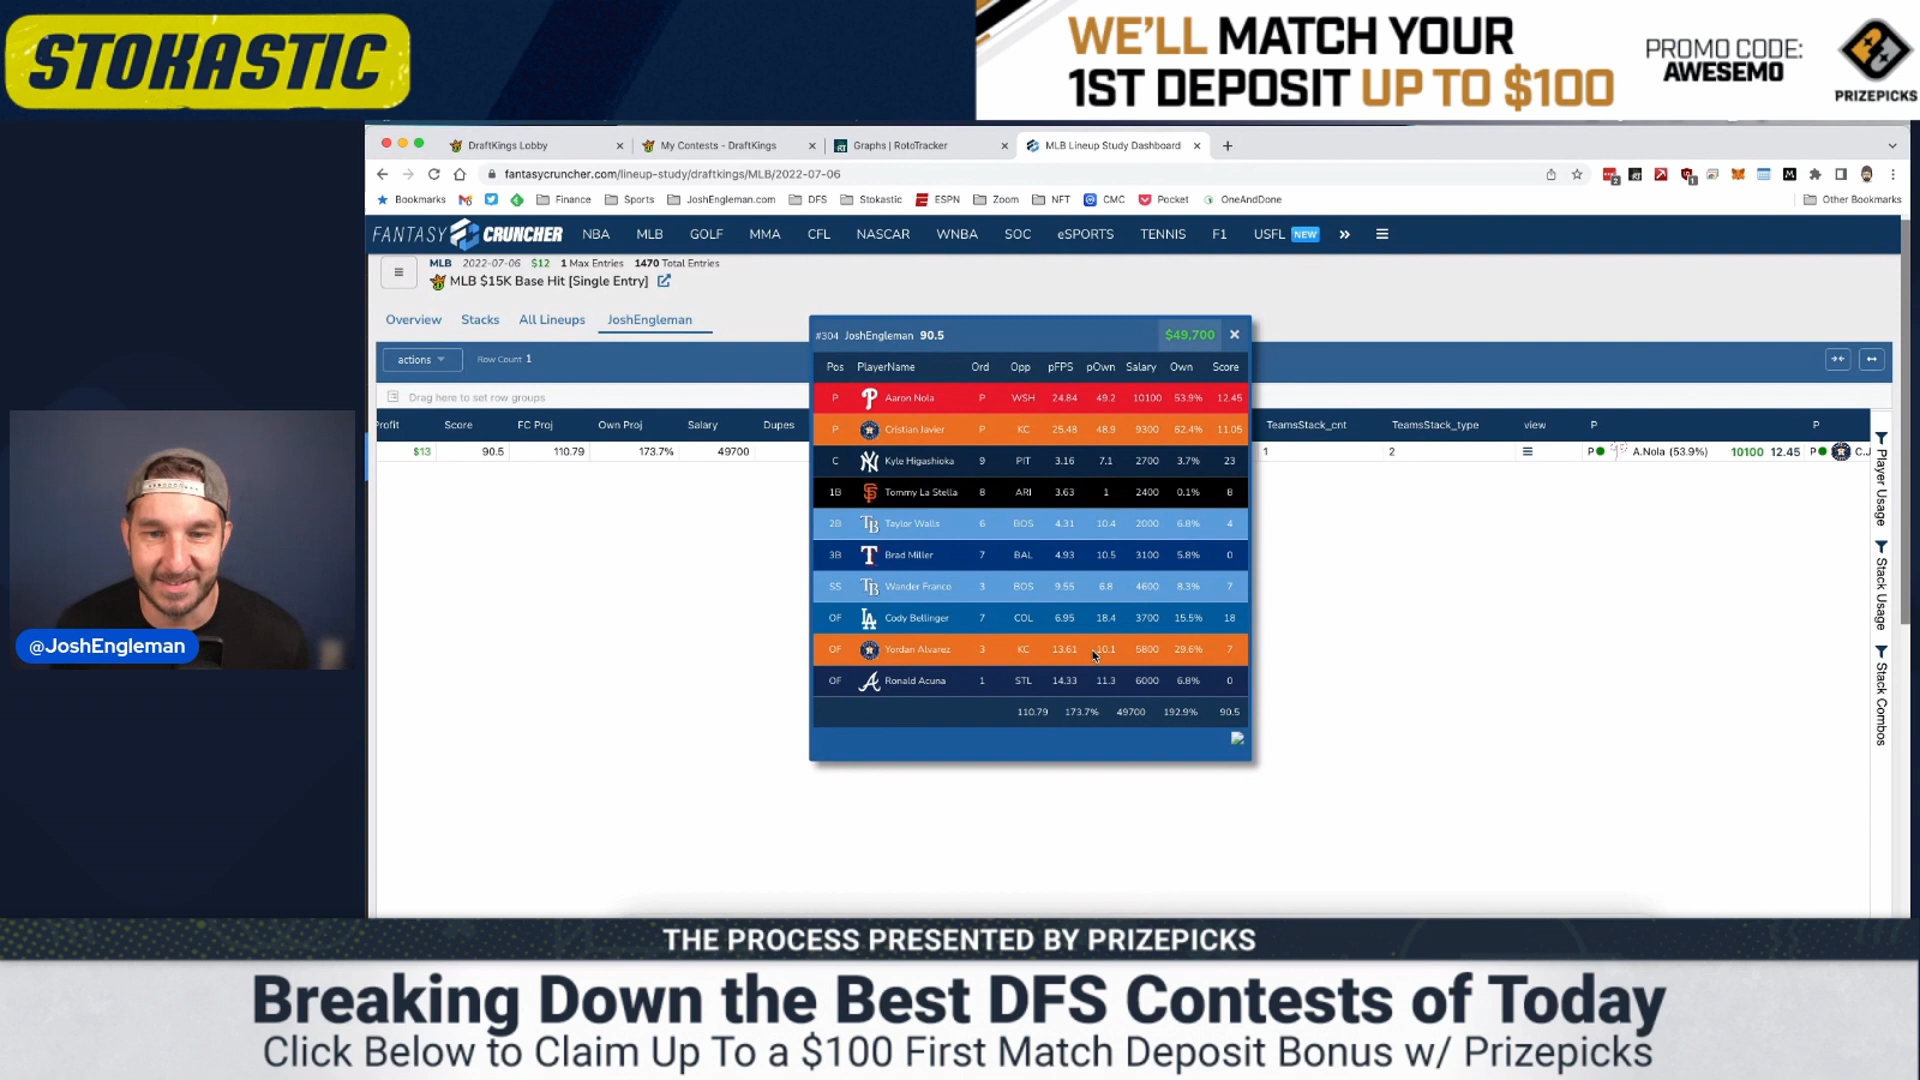 STOKASTIC
WE'LL MATCH YOUR
1ST DEPOSIT UP TO $100
PROMO CODE:
AWESEMO
PRIZEPICKS
DraftKings Lobby
My Contests - DraftKings
Graphs | RotoTracker
MLB Lineup Study Dashboard
fantasycruncher.com/lineup-study/draftkings/MLB/2022-07-06
Bookmarks Finance Sports JoshEngleman.com DFS Stokastic ESPN Zoom NFT CMC Pocket OneAndDone Other Bookmarks
FANTASY CRUNCHER NBA MLB GOLF MMA CFL NASCAR WNBA SOC eSPORTS TENNIS F1 USFL NEW
MLB 2022-07-06 $12 1 Max Entries 1470 Total Entries
MLB $15K Base Hit [Single Entry]
Overview Stacks All Lineups JoshEngleman
actions Row Count 1
Drag here to set row groups
rofit Score FC Proj Own Proj Salary Dupes TeamsStack_cnt TeamsStack_type view P P
$13 90.5 110.79 173.7% 49700 1 2 P A.Nola (53.9%) 10100 12.45 P C.J
#304 JoshEngleman 90.5 $49,700
Pos PlayerName Ord Opp pFPS pOwn Salary Own Score
P Aaron Nola P WSH 24.84 49.2 10100 53.9% 12.45
P Cristian Javier P KC 25.48 48.9 9300 62.4% 11.05
C Kyle Higashioka 9 PIT 3.16 7.1 2700 3.7% 23
1B Tommy La Stella 8 ARI 3.63 1 2400 0.1% 8
2B Taylor Walls 6 BOS 4.31 10.4 2000 6.8% 4
3B Brad Miller 7 BAL 4.93 10.5 3100 5.8% 0
SS Wander Franco 3 BOS 9.55 6.8 4600 8.3% 7
OF Cody Bellinger 7 COL 6.95 18.4 3700 15.5% 18
OF Yordan Alvarez 3 KC 13.61 10.1 5800 29.6% 7
OF Ronald Acuna 1 STL 14.33 11.3 6000 6.8% 0
110.79 173.7% 49700 192.9% 90.5
Player Usage
Stack Usage
Stack Combos
@JoshEngleman
THE PROCESS PRESENTED BY PRIZEPICKS
Breaking Down the Best DFS Contests of Today
Click Below to Claim Up To a $100 First Match Deposit Bonus w/ Prizepicks